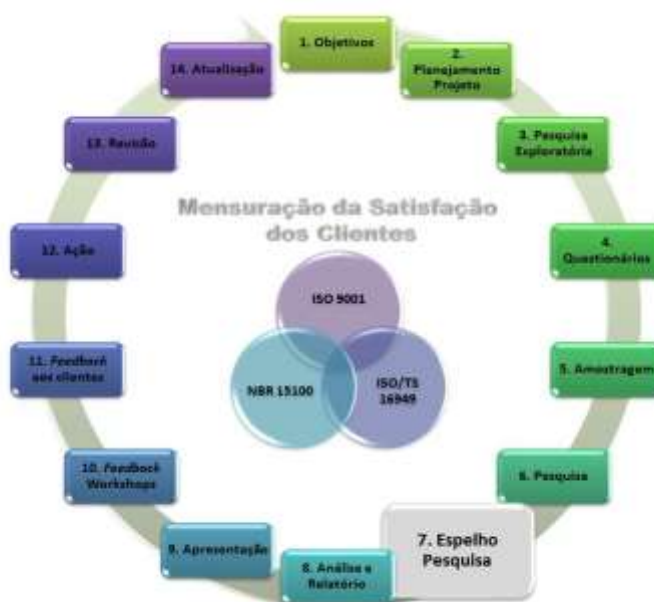 1. Objetivos
2.
Planejamento
Projeto
3. Pesquisa
Exploratória
4.
Questionários
5. Amostragem
6. Pesquisa
7. Espelho
Pesquisa
8. Análise e
Relatório
9. Apresentação
10. Feedback
Workshops
11. Feedback
aos clientes
12. Ação
13. Revisão
14. Atualização
Mensuração da Satisfação
dos Clientes
ISO 9001
NBR 15100
ISO/TS
16949